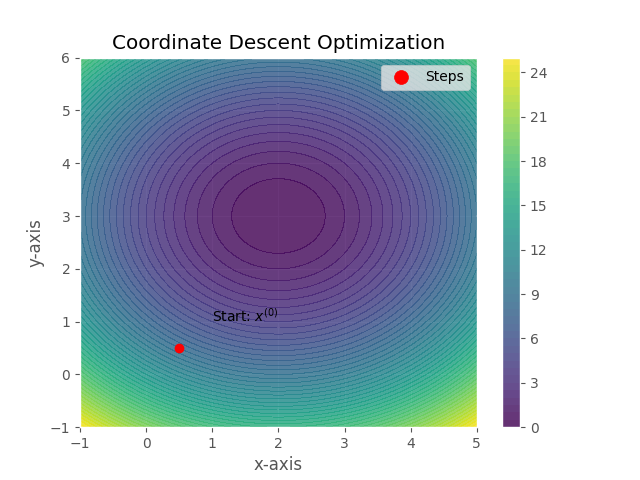 Coordinate Descent Optimization
Steps
Start: $x^{(0)}$
6
5
4
3
2
1
0
−1
y-axis
−1 0 1 2 3 4 5
x-axis
24
21
18
15
12
9
6
3
0